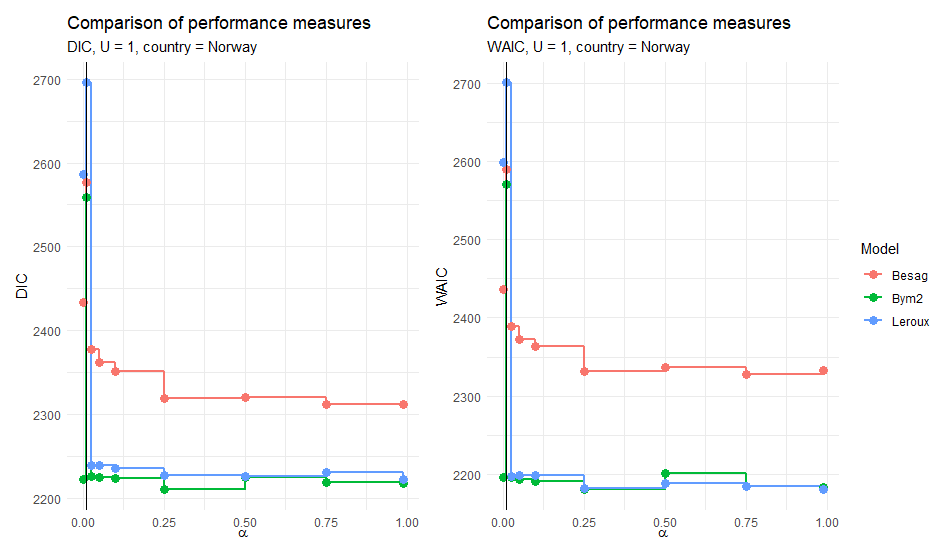 Comparison of performance measures
DIC, U = 1, country = Norway
DIC
2700
2600
2500
2400
2300
2200
0.00
0.25
0.50
0.75
1.00
α
Comparison of performance measures
WAIC, U = 1, country = Norway
WAIC
2700
2600
2500
2400
2300
2200
0.00
0.25
0.50
0.75
1.00
α
Model
Besag
Bym2
Leroux